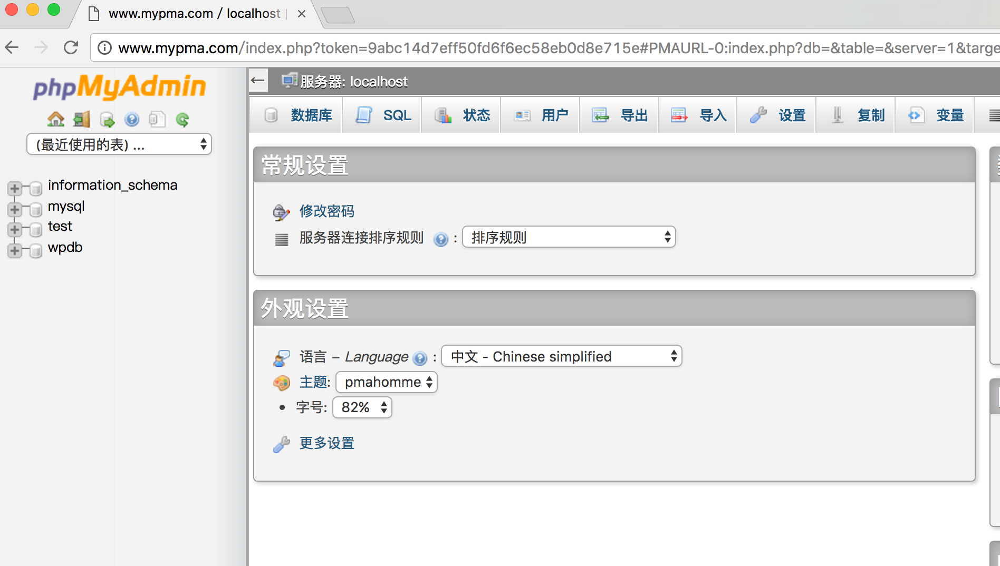 www.mypma.com / localhost |
www.mypma.com/index.php?token=9abc14d7eff50fd6f6ec58eb0d8e715e#PMAURL-0:index.php?db=&table=&server=1&targe
phpMyAdmin
(最近使用的表) ...
information_schema
mysql
test
wpdb
服务器: localhost
数据库 SQL 状态 用户 导出 导入 设置 复制 变量
常规设置
修改密码
服务器连接排序规则 : 排序规则
外观设置
语言 – Language : 中文 - Chinese simplified
主题: pmahomme
• 字号: 82%
更多设置